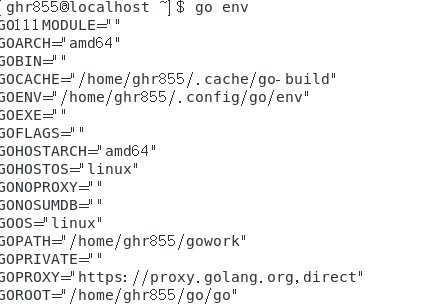 [ghr855@localhost ~]$ go env
GO111MODULE=""
GOARCH="amd64"
GOBIN=""
GOCACHE="/home/ghr855/.cache/go-build"
GOENV="/home/ghr855/.config/go/env"
GOEXE=""
GOFLAGS=""
GOHOSTARCH="amd64"
GOHOSTOS="linux"
GONOPROXY=""
GONOSUMDB=""
GOOS="linux"
GOPATH="/home/ghr855/gowork"
GOPRIVATE=""
GOPROXY="https://proxy.golang.org,direct"
GOROOT="/home/ghr855/go/go"